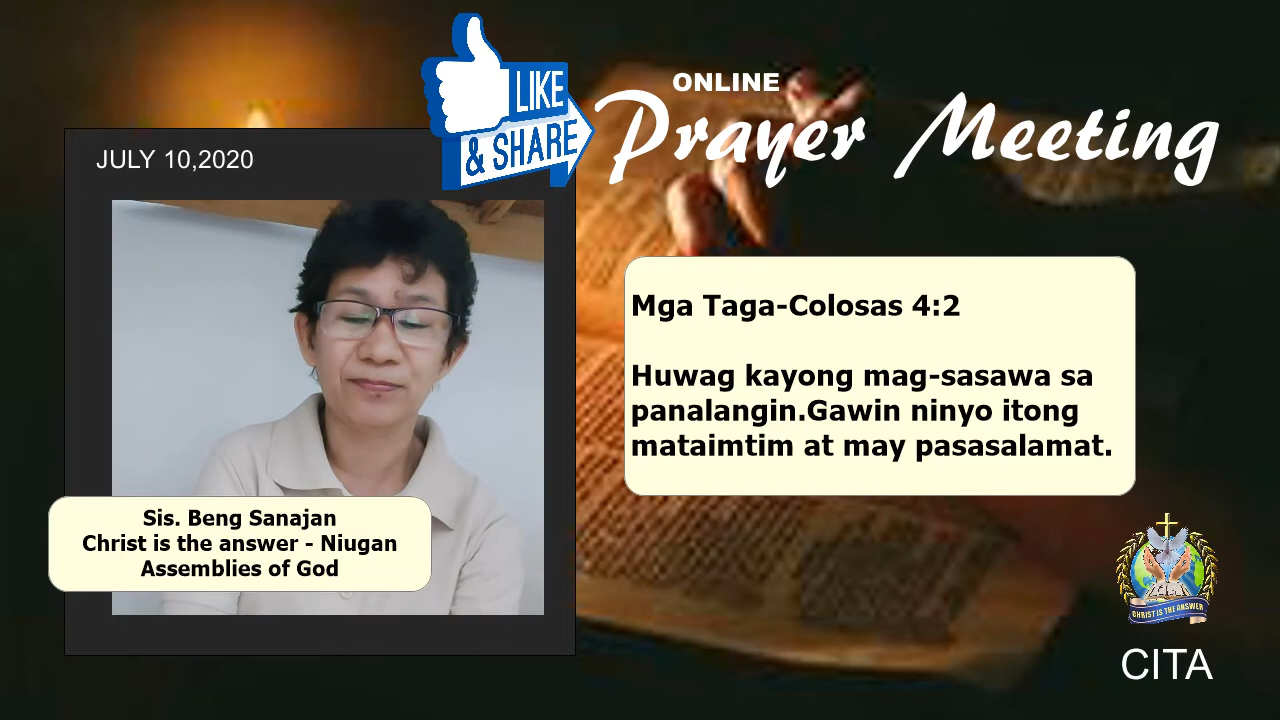 LIKE
& SHARE
ONLINE
Prayer Meeting
JULY 10,2020
Mga Taga-Colosas 4:2
Huwag kayong mag-sasawa sa
panalangin.Gawin ninyo itong
mataimtim at may pasasalamat.
Sis. Beng Sanajan
Christ is the answer - Niugan
Assemblies of God
CHRIST IS THE ANSWER
CITA